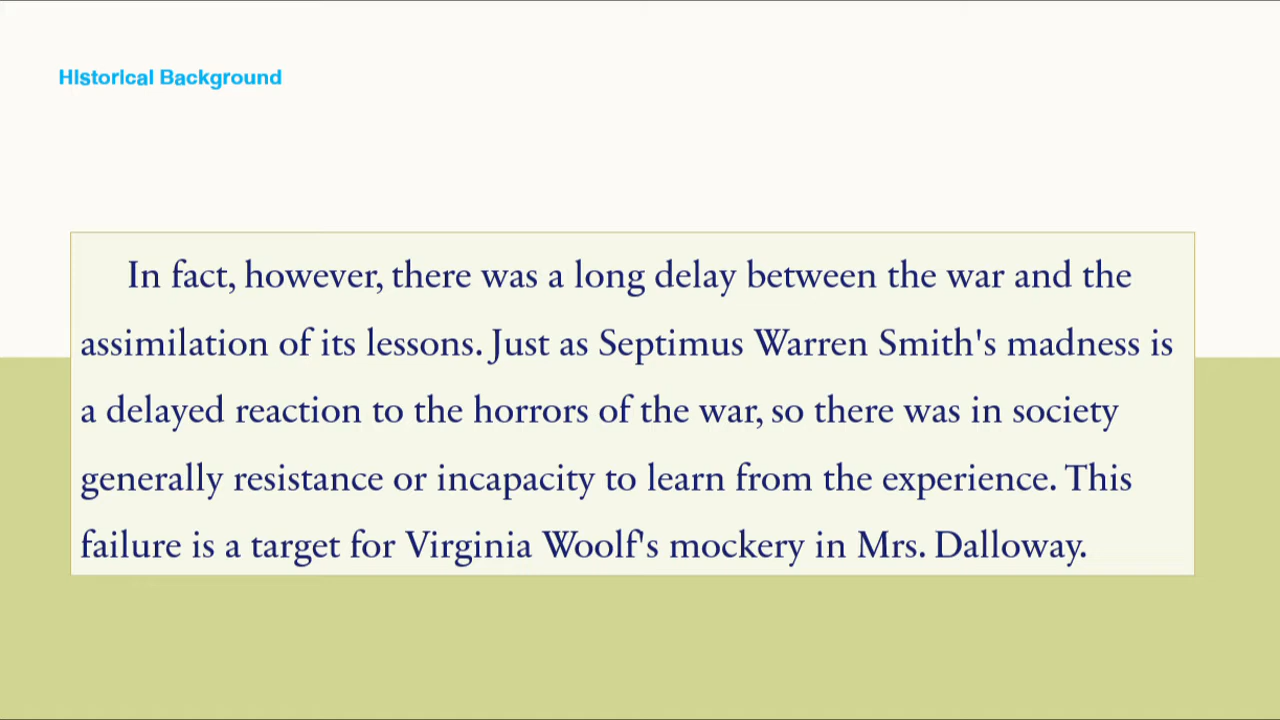 Historical Background
In fact, however, there was a long delay between the war and the
assimilation of its lessons. Just as Septimus Warren Smith's madness is
a delayed reaction to the horrors of the war, so there was in society
generally resistance or incapacity to learn from the experience. This
failure is a target for Virginia Woolf's mockery in Mrs. Dalloway.